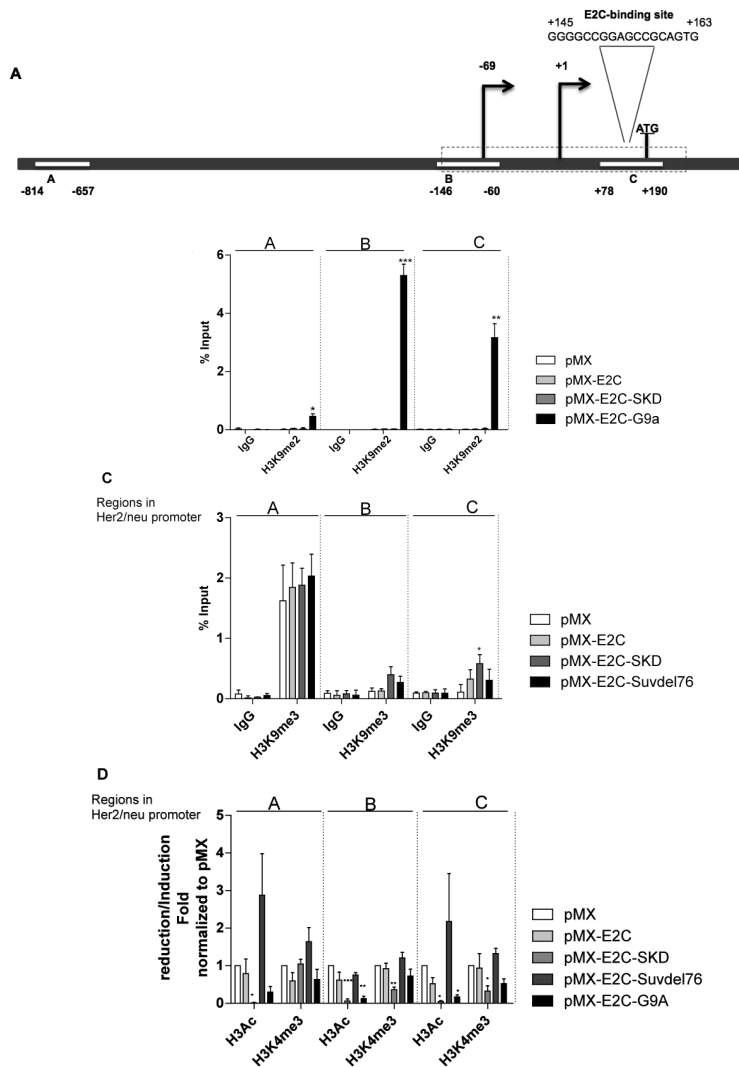 E2C-binding site
+145 +163
GGGGCCGGAGCCGCAGTG
A
-69 +1
ATG
A B C
-814 -657 -146 -60 +78 +190
A B C
6
4
2
0
% Input
* *** **
IgG H3K9me2 IgG H3K9me2 IgG H3K9me2
pMX
pMX-E2C
pMX-E2C-SKD
pMX-E2C-G9a
C
Regions in
Her2/neu promoter
A B C
3
2
1
0
% Input
*
IgG H3K9me3 IgG H3K9me3 IgG H3K9me3
pMX
pMX-E2C
pMX-E2C-SKD
pMX-E2C-Suvdel76
D
Regions in
Her2/neu promoter
A B C
5
4
3
2
1
0
reduction/Induction
Fold
normalized to pMX
* *** ** ** * * *
H3Ac H3K4me3 H3Ac H3K4me3 H3Ac H3K4me3
pMX
pMX-E2C
pMX-E2C-SKD
pMX-E2C-Suvdel76
pMX-E2C-G9A